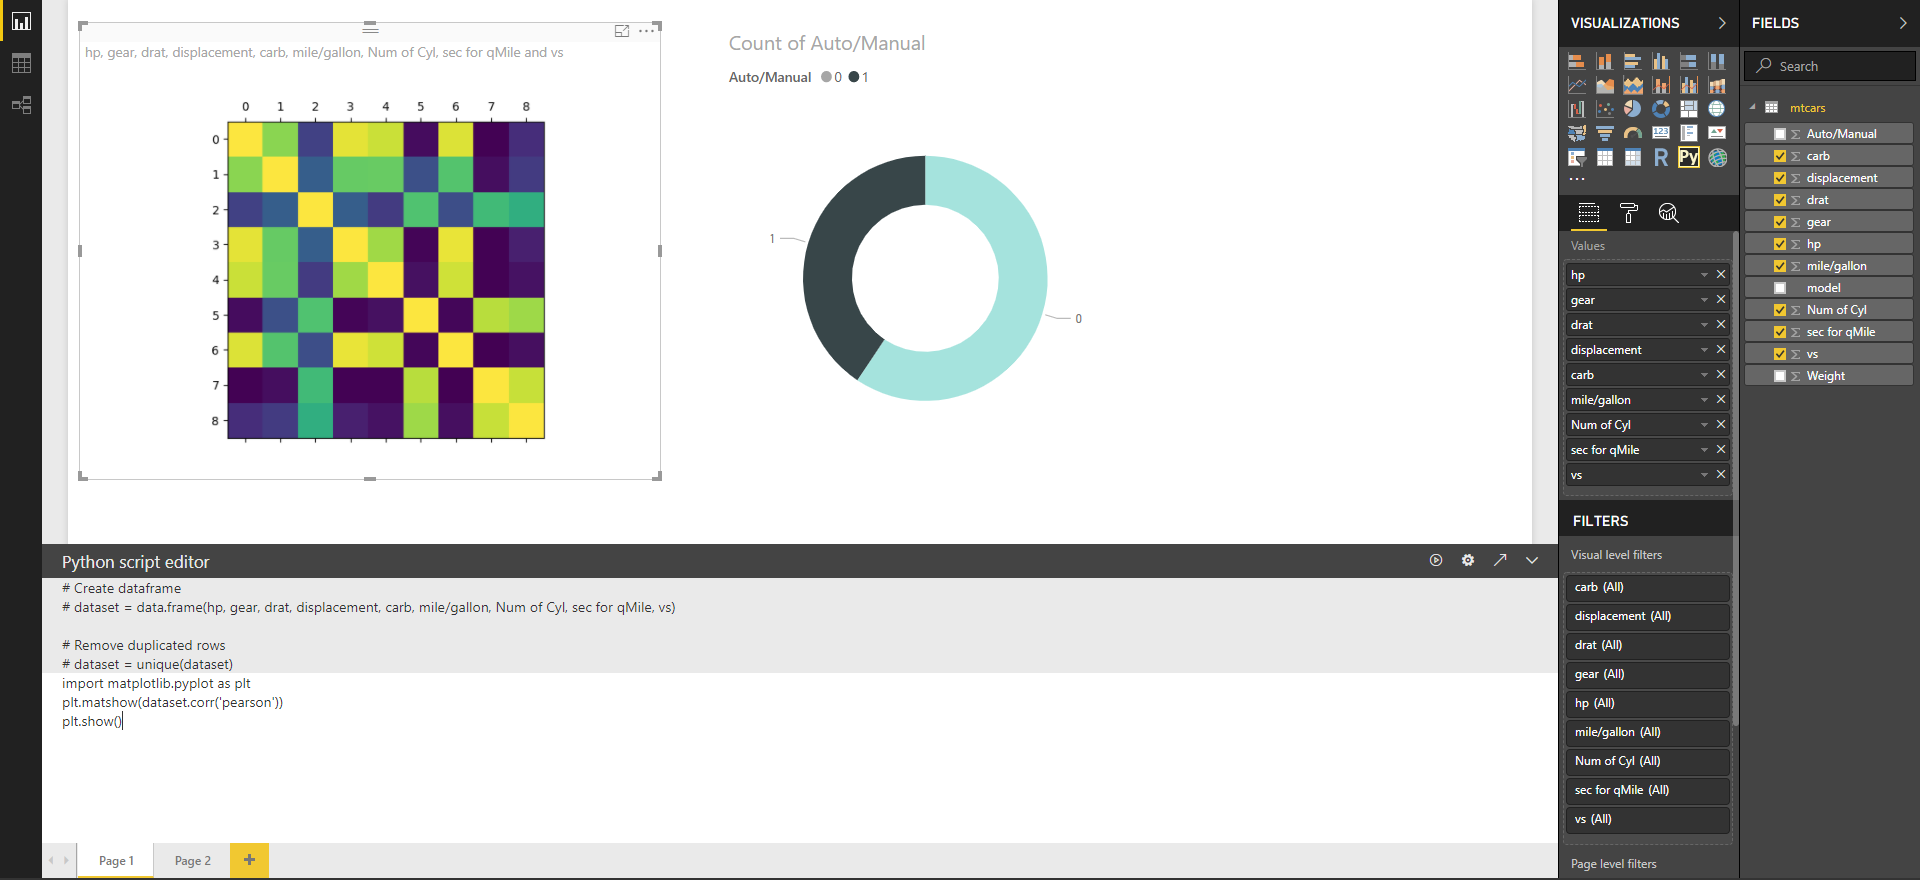 hp, gear, drat, displacement, carb, mile/gallon, Num of Cyl, sec for qMile and vs
0 1 2 3 4 5 6 7 8
0
1
2
3
4
5
6
7
8
Count of Auto/Manual
Auto/Manual 0 1
1
0
Python script editor
# Create dataframe
# dataset = data.frame(hp, gear, drat, displacement, carb, mile/gallon, Num of Cyl, sec for qMile, vs)
# Remove duplicated rows
# dataset = unique(dataset)
import matplotlib.pyplot as plt
plt.matshow(dataset.corr('pearson'))
plt.show()
Page 1
Page 2
+
VISUALIZATIONS
123
R
Py
Values
hp
gear
drat
displacement
carb
mile/gallon
Num of Cyl
sec for qMile
vs
FILTERS
Visual level filters
carb (All)
displacement (All)
drat (All)
gear (All)
hp (All)
mile/gallon (All)
Num of Cyl (All)
sec for qMile (All)
vs (All)
Page level filters
FIELDS
Search
mtcars
Σ Auto/Manual
Σ carb
Σ displacement
Σ drat
Σ gear
Σ hp
Σ mile/gallon
model
Σ Num of Cyl
Σ sec for qMile
Σ vs
Σ Weight